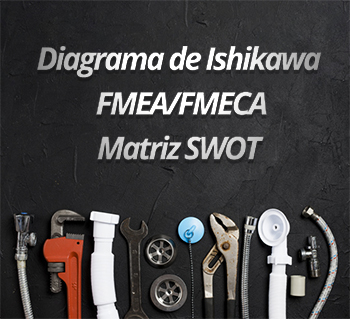 Diagrama de Ishikawa
FMEA/FMECA
Matriz SWOT